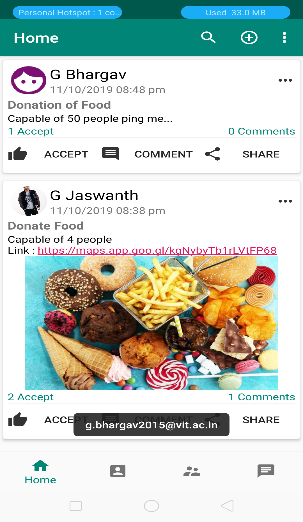 Personal Hotspot : 1 co..
Used 33.0 MB
Home
G Bhargav
11/10/2019 08:48 pm
Donation of Food
Capable of 50 people ping me...
1 Accept
0 Comments
ACCEPT COMMENT SHARE
G Jaswanth
11/10/2019 08:38 pm
Donate Food
Capable of 4 people
Link : https://maps.app.goo.gl/kqNvbyTb1rLVtFP68
2 Accept
1 Comments
ACCEPT COMMENT SHARE
g.bhargav2015@vit.ac.in
Home